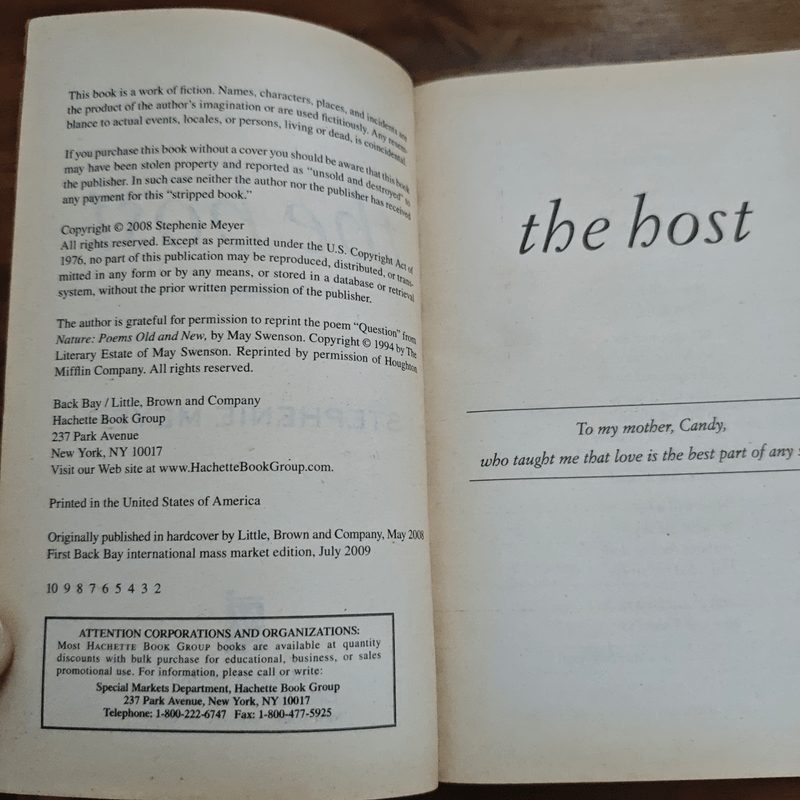 This book is a work of fiction. Names, characters, places, and incidents are
the product of the author's imagination or are used fictitiously. Any resem-
blance to actual events, locales, or persons, living or dead, is coincidental.
If you purchase this book without a cover you should be aware that this book
may have been stolen property and reported as "unsold and destroyed" to
the publisher. In such case neither the author nor the publisher has received
any payment for this "stripped book."
Copyright © 2008 Stephenie Meyer
All rights reserved. Except as permitted under the U.S. Copyright Act of
1976, no part of this publication may be reproduced, distributed, or trans-
mitted in any form or by any means, or stored in a database or retrieval
system, without the prior written permission of the publisher.
The author is grateful for permission to reprint the poem "Question" from
Nature: Poems Old and New, by May Swenson. Copyright © 1994 by The
Literary Estate of May Swenson. Reprinted by permission of Houghton
Mifflin Company. All rights reserved.
Back Bay / Little, Brown and Company
Hachette Book Group
237 Park Avenue
New York, NY 10017
Visit our Web site at www.HachetteBookGroup.com.
Printed in the United States of America
Originally published in hardcover by Little, Brown and Company, May 2008
First Back Bay international mass market edition, July 2009
10 9 8 7 6 5 4 3 2
ATTENTION CORPORATIONS AND ORGANIZATIONS:
Most HACHETTE BOOK GROUP books are available at quantity
discounts with bulk purchase for educational, business, or sales
promotional use. For information, please call or write:
Special Markets Department, Hachette Book Group
237 Park Avenue, New York, NY 10017
Telephone: 1-800-222-6747 Fax: 1-800-477-5925
the host
To my mother, Candy,
who taught me that love is the best part of any